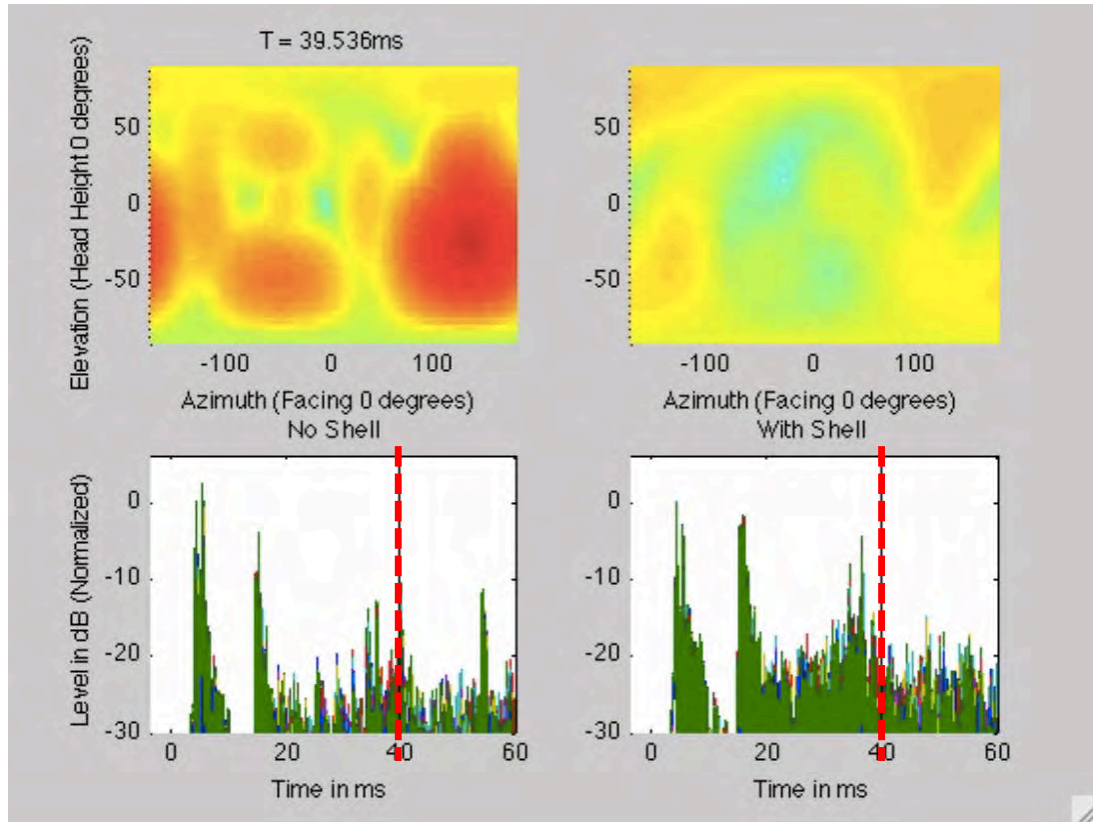 T = 39.536ms
Elevation (Head Height 0 degrees)
50
0
-50
-100 0 100
Azimuth (Facing 0 degrees)
No Shell
50
0
-50
-100 0 100
Azimuth (Facing 0 degrees)
With Shell
Level in dB (Normalized)
0
-10
-20
-30
0 20 40 60
Time in ms
0
-10
-20
-30
0 20 40 60
Time in ms